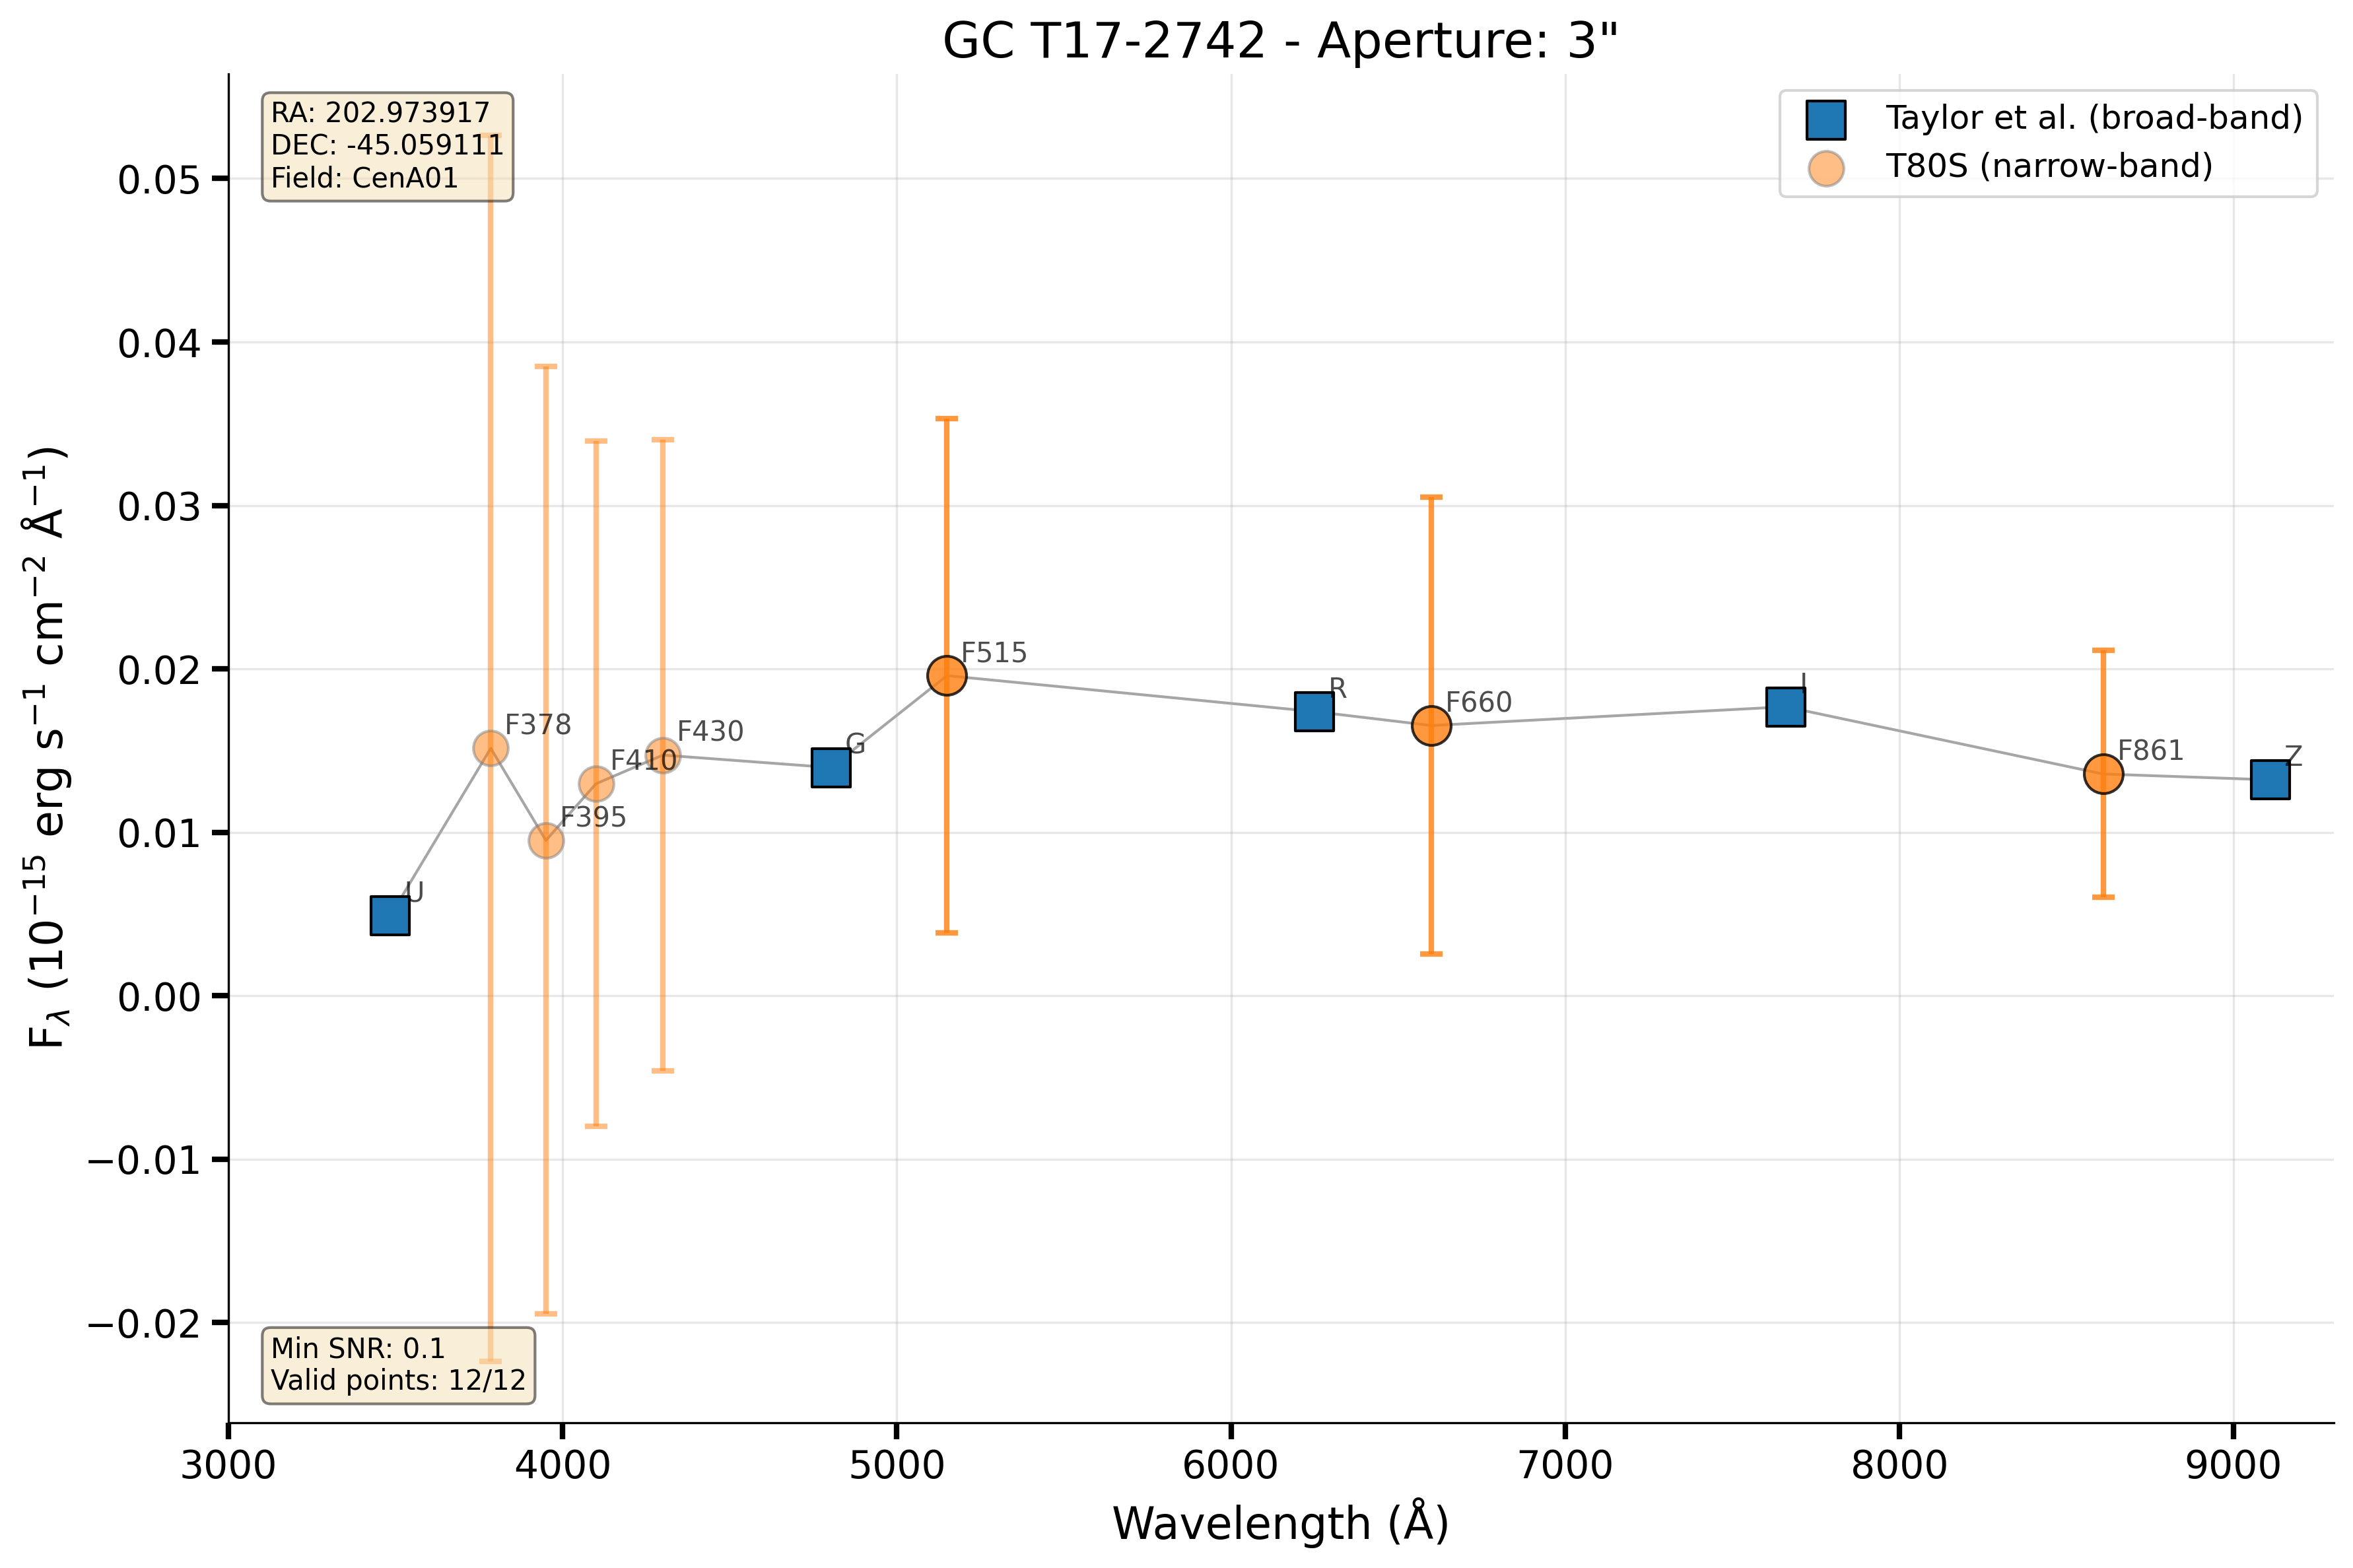 GC T17-2742 - Aperture: 3"
RA: 202.973917
DEC: -45.059111
Field: CenA01
Taylor et al. (broad-band)
T80S (narrow-band)
F_λ (10⁻¹⁵ erg s⁻¹ cm⁻² Å⁻¹)
0.05
0.04
0.03
0.02
0.01
0.00
−0.01
−0.02
U
F378
F395
F410
F430
G
F515
R
F660
I
F861
Z
Min SNR: 0.1
Valid points: 12/12
3000 4000 5000 6000 7000 8000 9000
Wavelength (Å)